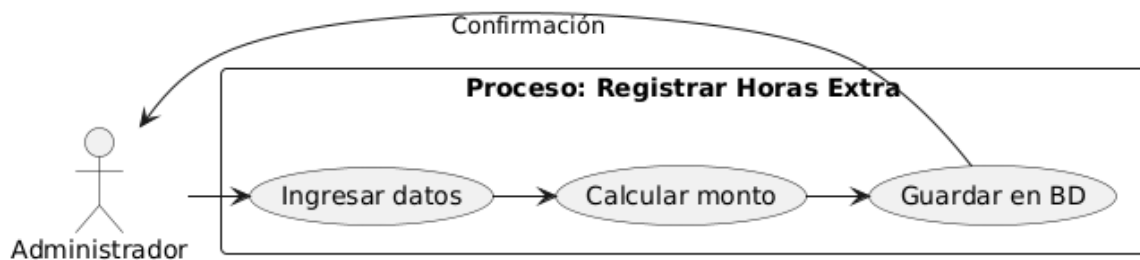 Confirmación
Proceso: Registrar Horas Extra
Ingresar datos
Calcular monto
Guardar en BD
Administrador